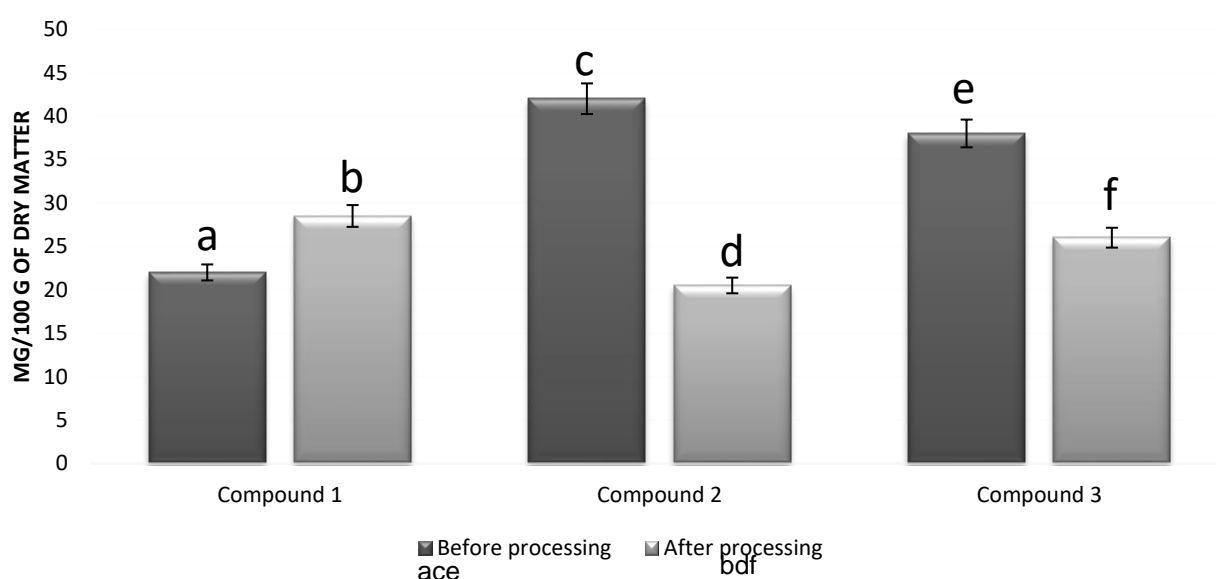 MG/100 G OF DRY MATTER
50
45
40
35
30
25
20
15
10
5
0
a
b
c
d
e
f
Compound 1
Compound 2
Compound 3
Before processing
After processing
ace
bdf